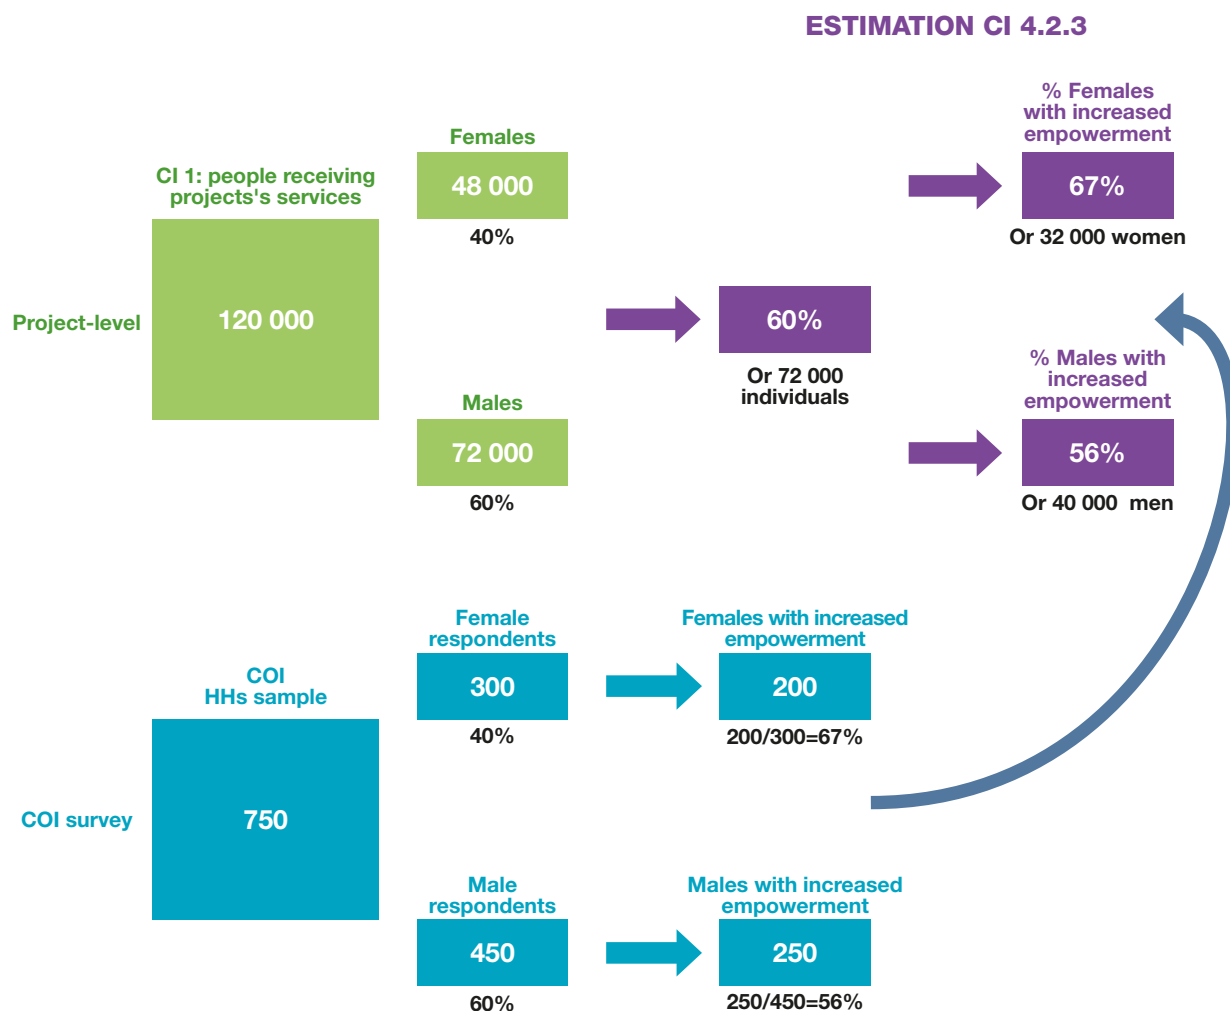 ESTIMATION CI 4.2.3
% Females
with increased
empowerment
Females
CI 1: people receiving
projects's services
48 000
67%
40%
Or 32 000 women
Project-level
120 000
60%
Or 72 000
individuals
% Males with
increased
empowerment
Males
72 000
56%
60%
Or 40 000 men
Female
respondents
Females with increased
empowerment
COI
HHs sample
300
200
40%
200/300=67%
COI survey
750
Male
respondents
Males with increased
empowerment
450
250
60%
250/450=56%